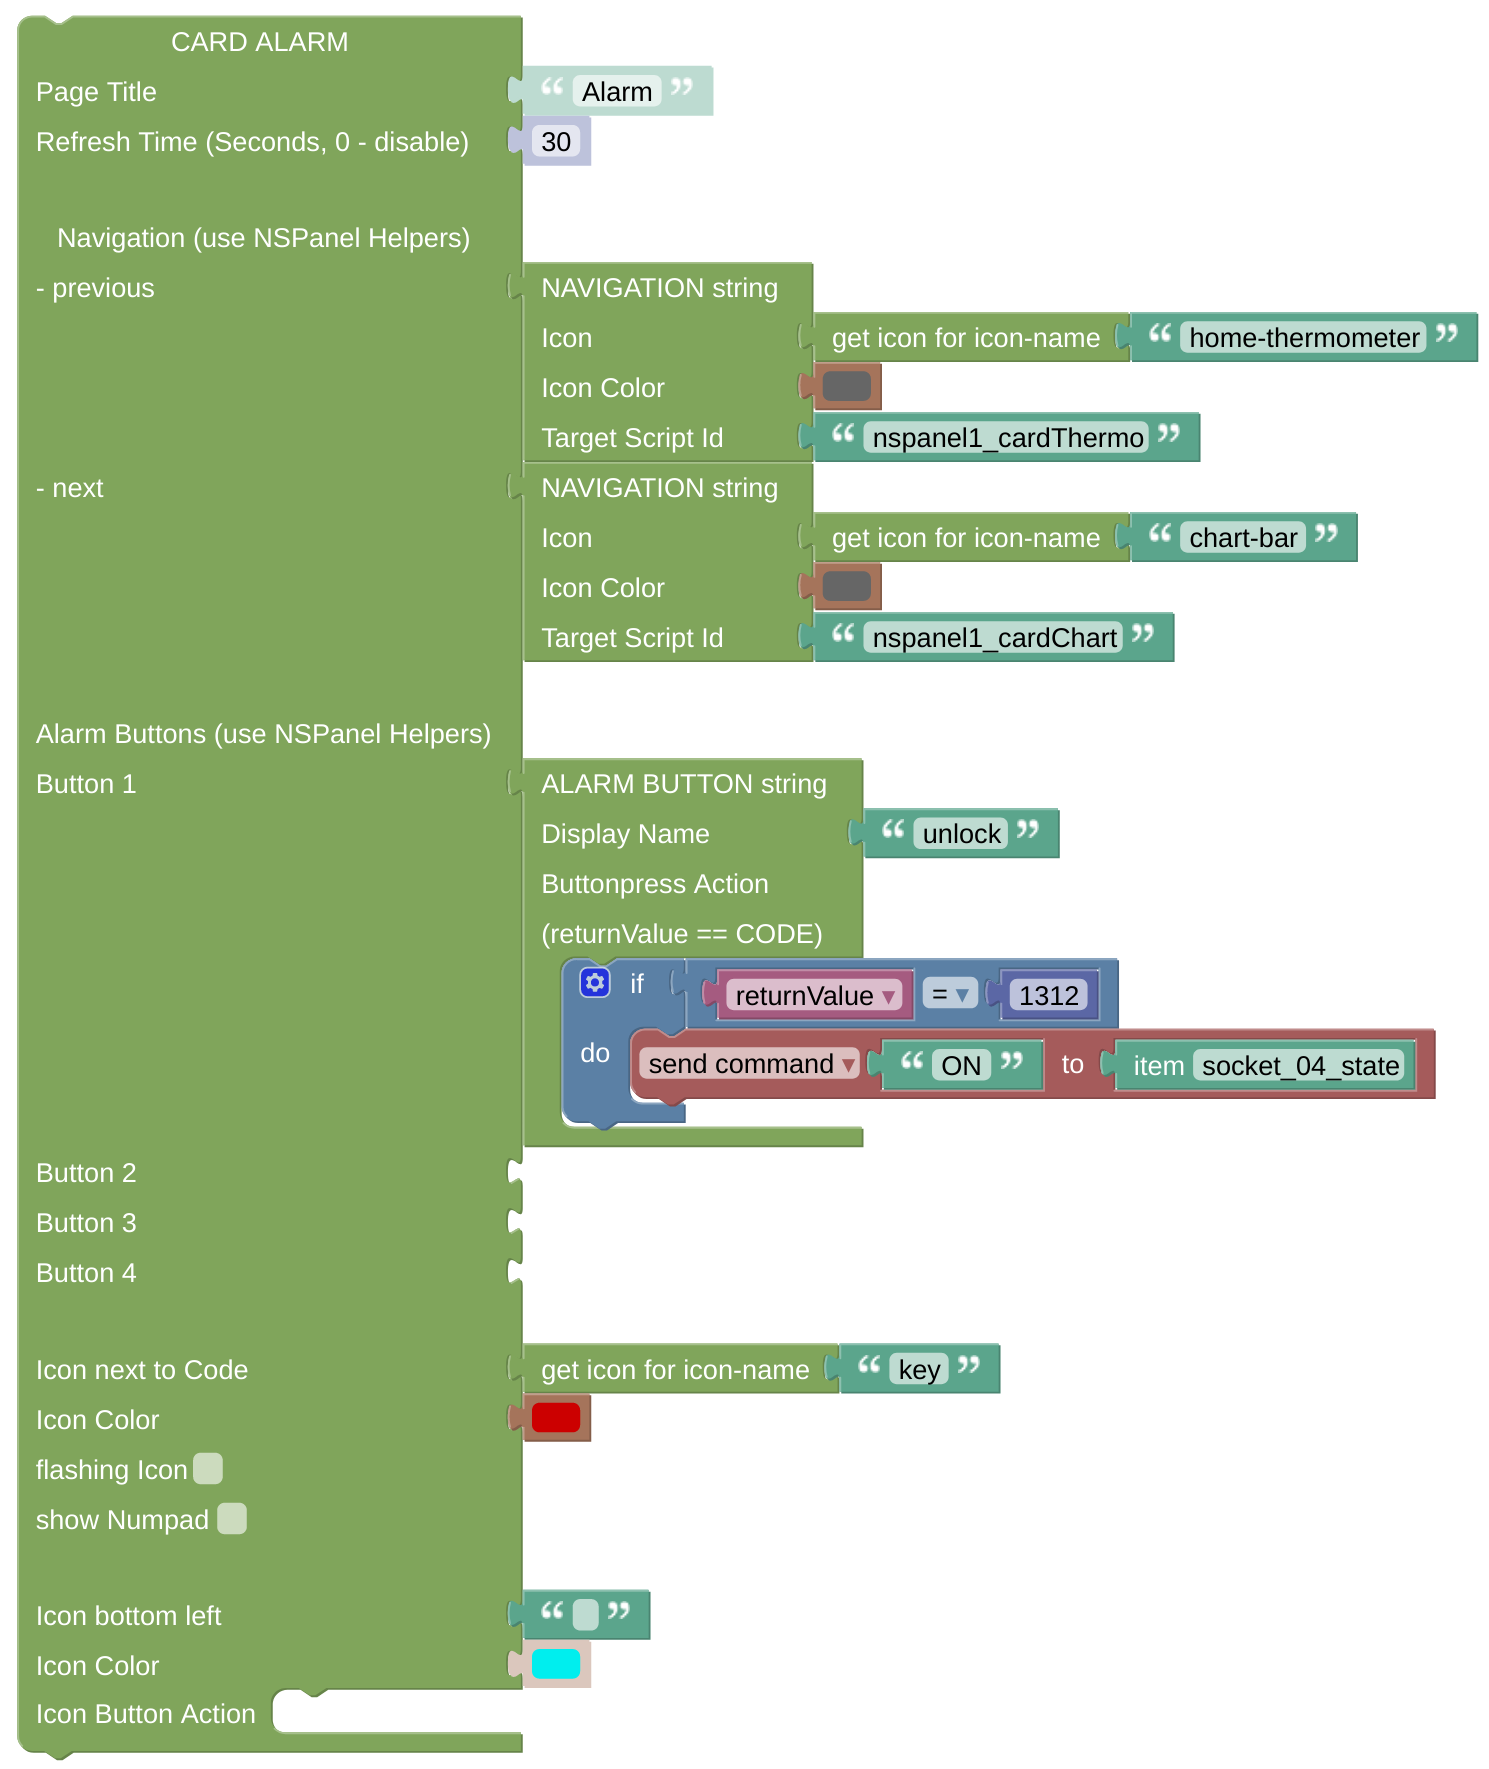 CARD ALARM
Page Title “ Alarm ”
Refresh Time (Seconds, 0 - disable) 30
Navigation (use NSPanel Helpers)
- previous NAVIGATION string
Icon get icon for icon-name “ home-thermometer ”
Icon Color
Target Script Id “ nspanel1_cardThermo ”
- next NAVIGATION string
Icon get icon for icon-name “ chart-bar ”
Icon Color
Target Script Id “ nspanel1_cardChart ”
Alarm Buttons (use NSPanel Helpers)
Button 1 ALARM BUTTON string
Display Name “ unlock ”
Buttonpress Action
(returnValue == CODE)
if returnValue ▾ = ▾ 1312
do send command ▾ “ ON ” to item socket_04_state
Button 2
Button 3
Button 4
Icon next to Code get icon for icon-name “ key ”
Icon Color
flashing Icon
show Numpad
Icon bottom left “ ”
Icon Color
Icon Button Action